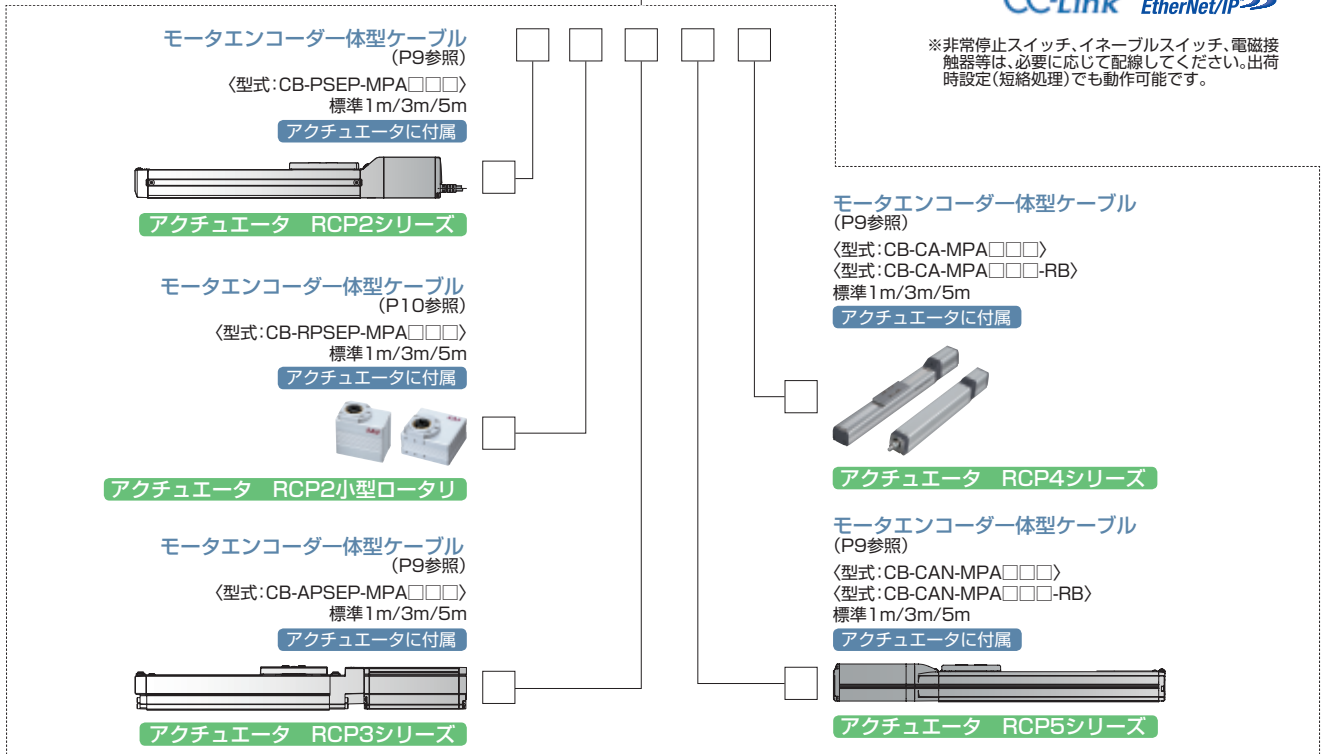 CC-Link EtherNet/IP
※非常停止スイッチ、イネーブルスイッチ、電磁接
触器等は、必要に応じて配線してください。出荷
時設定(短絡処理)でも動作可能です。
モータエンコーダ一体型ケーブル
(P9参照)
〈型式：CB-PSEP-MPA□□□〉
標準1m/3m/5m
アクチュエータに付属
アクチュエータ　RCP2シリーズ
モータエンコーダ一体型ケーブル
(P10参照)
〈型式：CB-RPSEP-MPA□□□〉
標準1m/3m/5m
アクチュエータに付属
アクチュエータ　RCP2小型ロータリ
モータエンコーダ一体型ケーブル
(P9参照)
〈型式：CB-APSEP-MPA□□□〉
標準1m/3m/5m
アクチュエータに付属
アクチュエータ　RCP3シリーズ
モータエンコーダ一体型ケーブル
(P9参照)
〈型式：CB-CA-MPA□□□〉
〈型式：CB-CA-MPA□□□-RB〉
標準1m/3m/5m
アクチュエータに付属
アクチュエータ　RCP4シリーズ
モータエンコーダ一体型ケーブル
(P9参照)
〈型式：CB-CAN-MPA□□□〉
〈型式：CB-CAN-MPA□□□-RB〉
標準1m/3m/5m
アクチュエータに付属
アクチュエータ　RCP5シリーズ